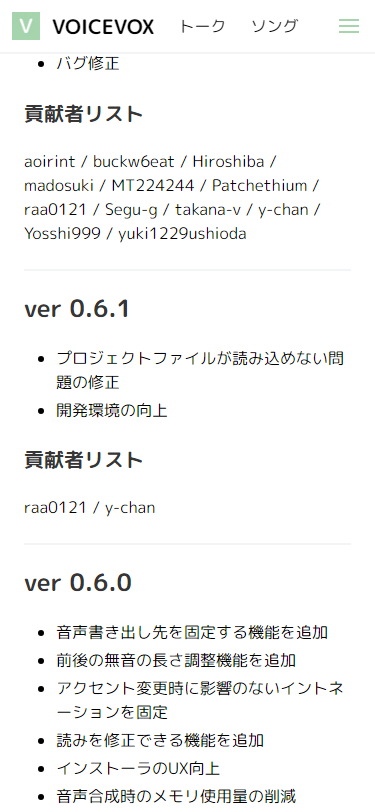 V VOICEVOX トーク ソング
バグ修正
貢献者リスト
aoirint / buckw6eat / Hiroshiba /
madosuki / MT224244 / Patchethium /
raa0121 / Segu-g / takana-v / y-chan /
Yosshi999 / yuki1229ushioda
ver 0.6.1
プロジェクトファイルが読み込めない問
題の修正
開発環境の向上
貢献者リスト
raa0121 / y-chan
ver 0.6.0
音声書き出し先を固定する機能を追加
前後の無音の長さ調整機能を追加
アクセント変更時に影響のないイントネ
ーションを固定
読みを修正できる機能を追加
インストーラのUX向上
音声合成時のメモリ使用量の削減